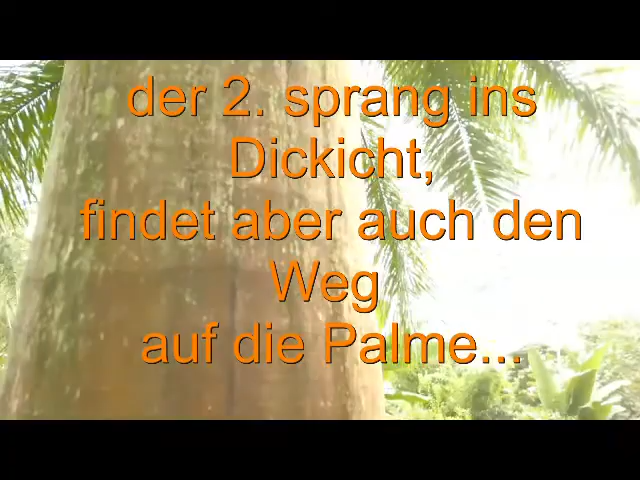 der 2. sprang ins
Dickicht,
findet aber auch den
Weg
auf die Palme...